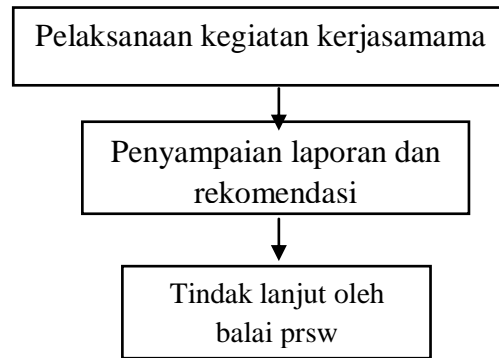 Pelaksanaan kegiatan kerjasamama
Penyampaian laporan dan
rekomendasi
Tindak lanjut oleh
balai prsw